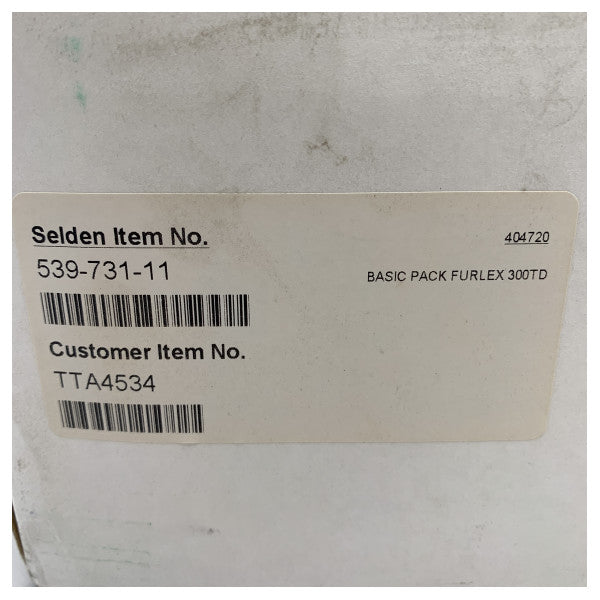 Selden Item No.
404720
539-731-11
BASIC PACK FURLEX 300TD
Customer Item No.
TTA4534